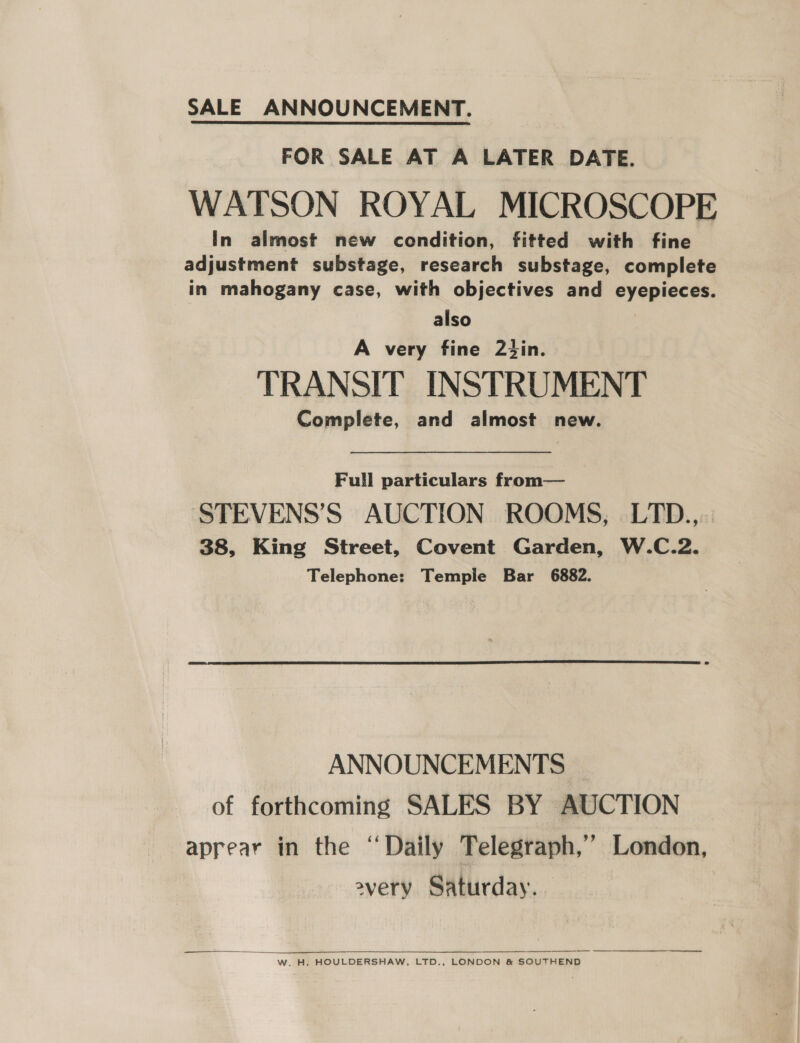 SALE ANNOUNCEMENT.
FOR SALE AT A LATER DATE.
WATSON ROYAL MICROSCOPE
In almost new condition, fitted with fine
adjustment substage, research substage, complete
in mahogany case, with objectives and eyepieces.
also
A very fine 2½in.
TRANSIT INSTRUMENT
Complete, and almost new.
Full particulars from—
STEVENS'S AUCTION ROOMS, LTD.,
38, King Street, Covent Garden, W.C.2.
Telephone: Temple Bar 6882.
ANNOUNCEMENTS
of forthcoming SALES BY AUCTION
appear in the “Daily Telegraph,” London,
every Saturday.
W. H. HOULDERSHAW, LTD., LONDON & SOUTHEND